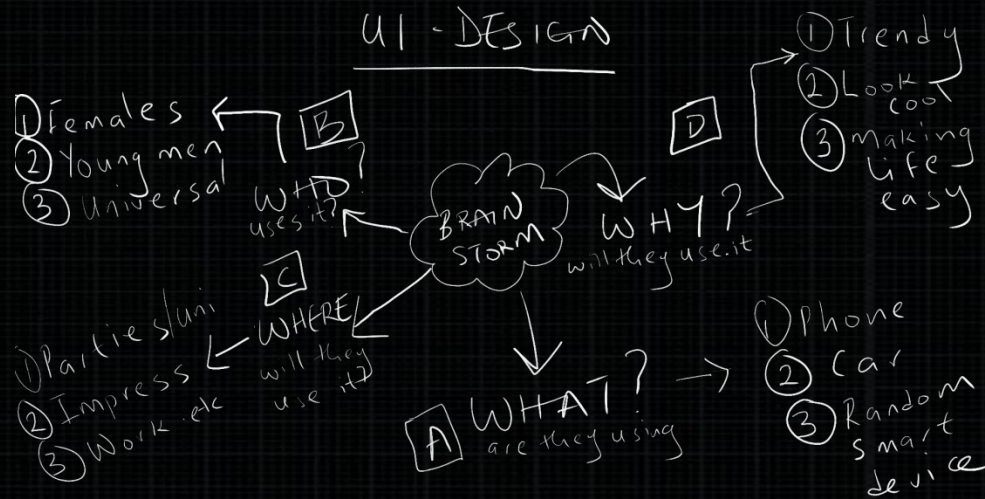 UI - DESIGN
B
WHO?
uses it?
① Females
② Young men
③ Universal
BRAIN
STORM
D
WHY?
will they use it
① Trendy
② Look
cool
③ Making
life
easy
C
WHERE
will they
use it?
① Parties/uni
② Impress
③ Work etc
A
WHAT?
are they using
① Phone
② Car
③ Random
smart
device